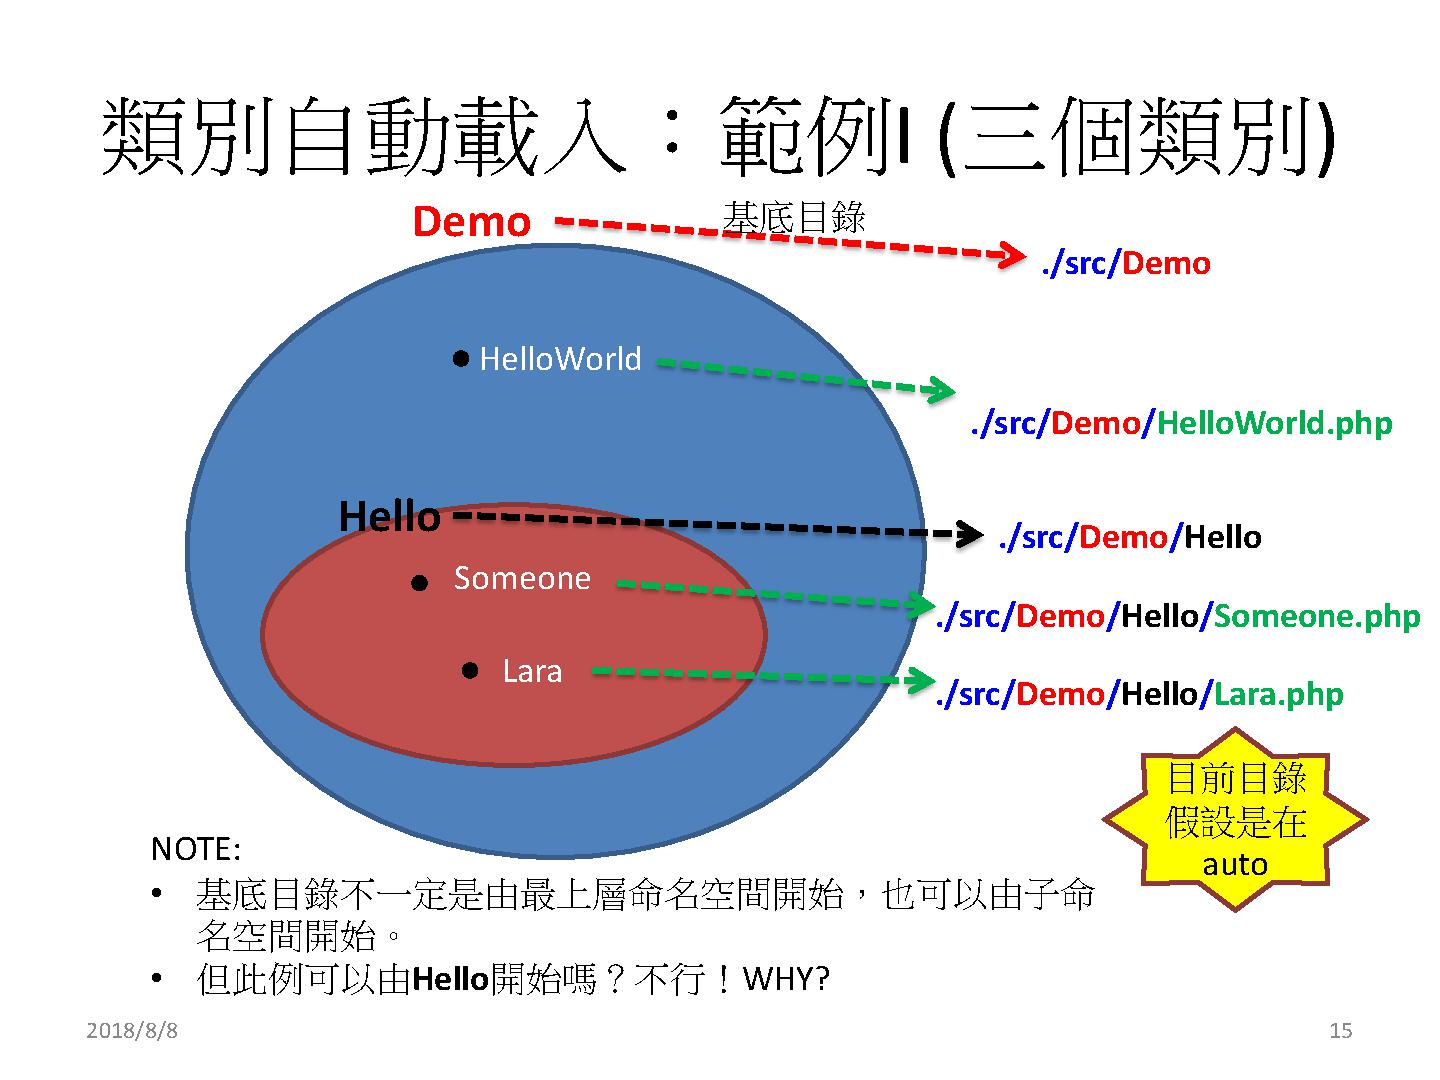 類別自動載入：範例I (三個類別)
Demo
基底目錄
./src/Demo
HelloWorld
./src/Demo/HelloWorld.php
Hello
./src/Demo/Hello
Someone
./src/Demo/Hello/Someone.php
Lara
./src/Demo/Hello/Lara.php
目前目錄
假設是在
auto
NOTE:
• 基底目錄不一定是由最上層命名空間開始，也可以由子命
名空間開始。
• 但此例可以由Hello開始嗎？不行！WHY?
2018/8/8
15